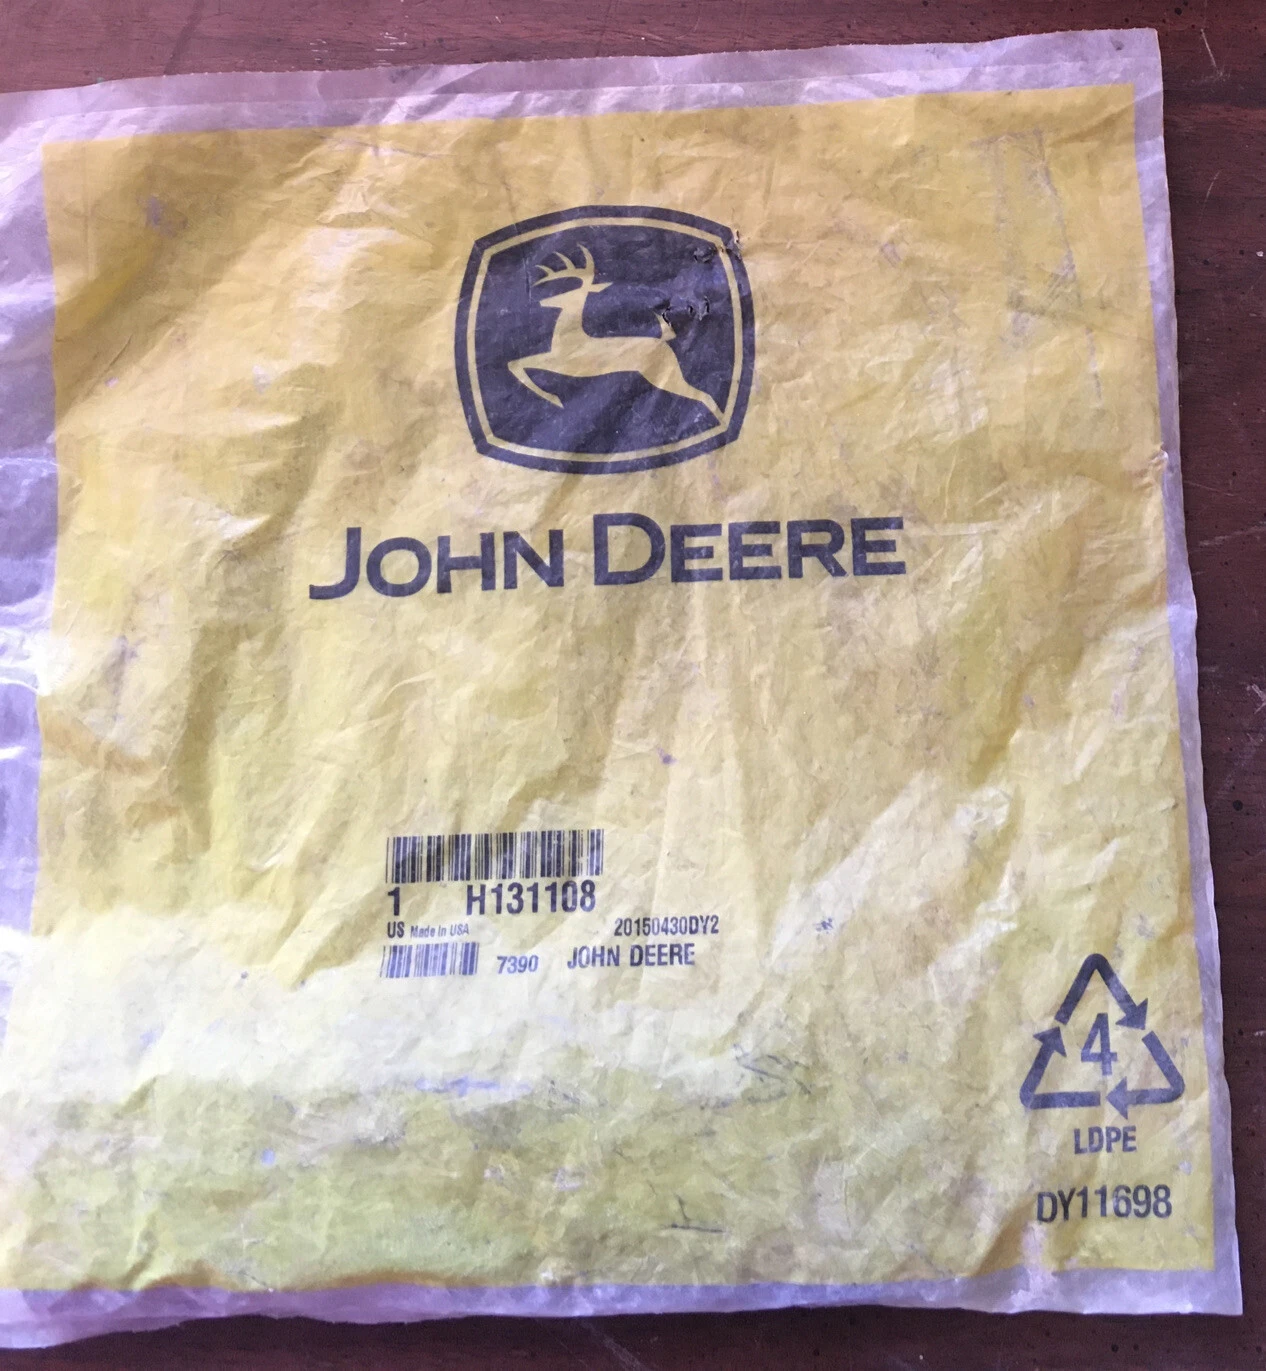 JOHN DEERE
1 H131108
US Made In USA 20150430DY2
7390 JOHN DEERE
4
LDPE
DY11698